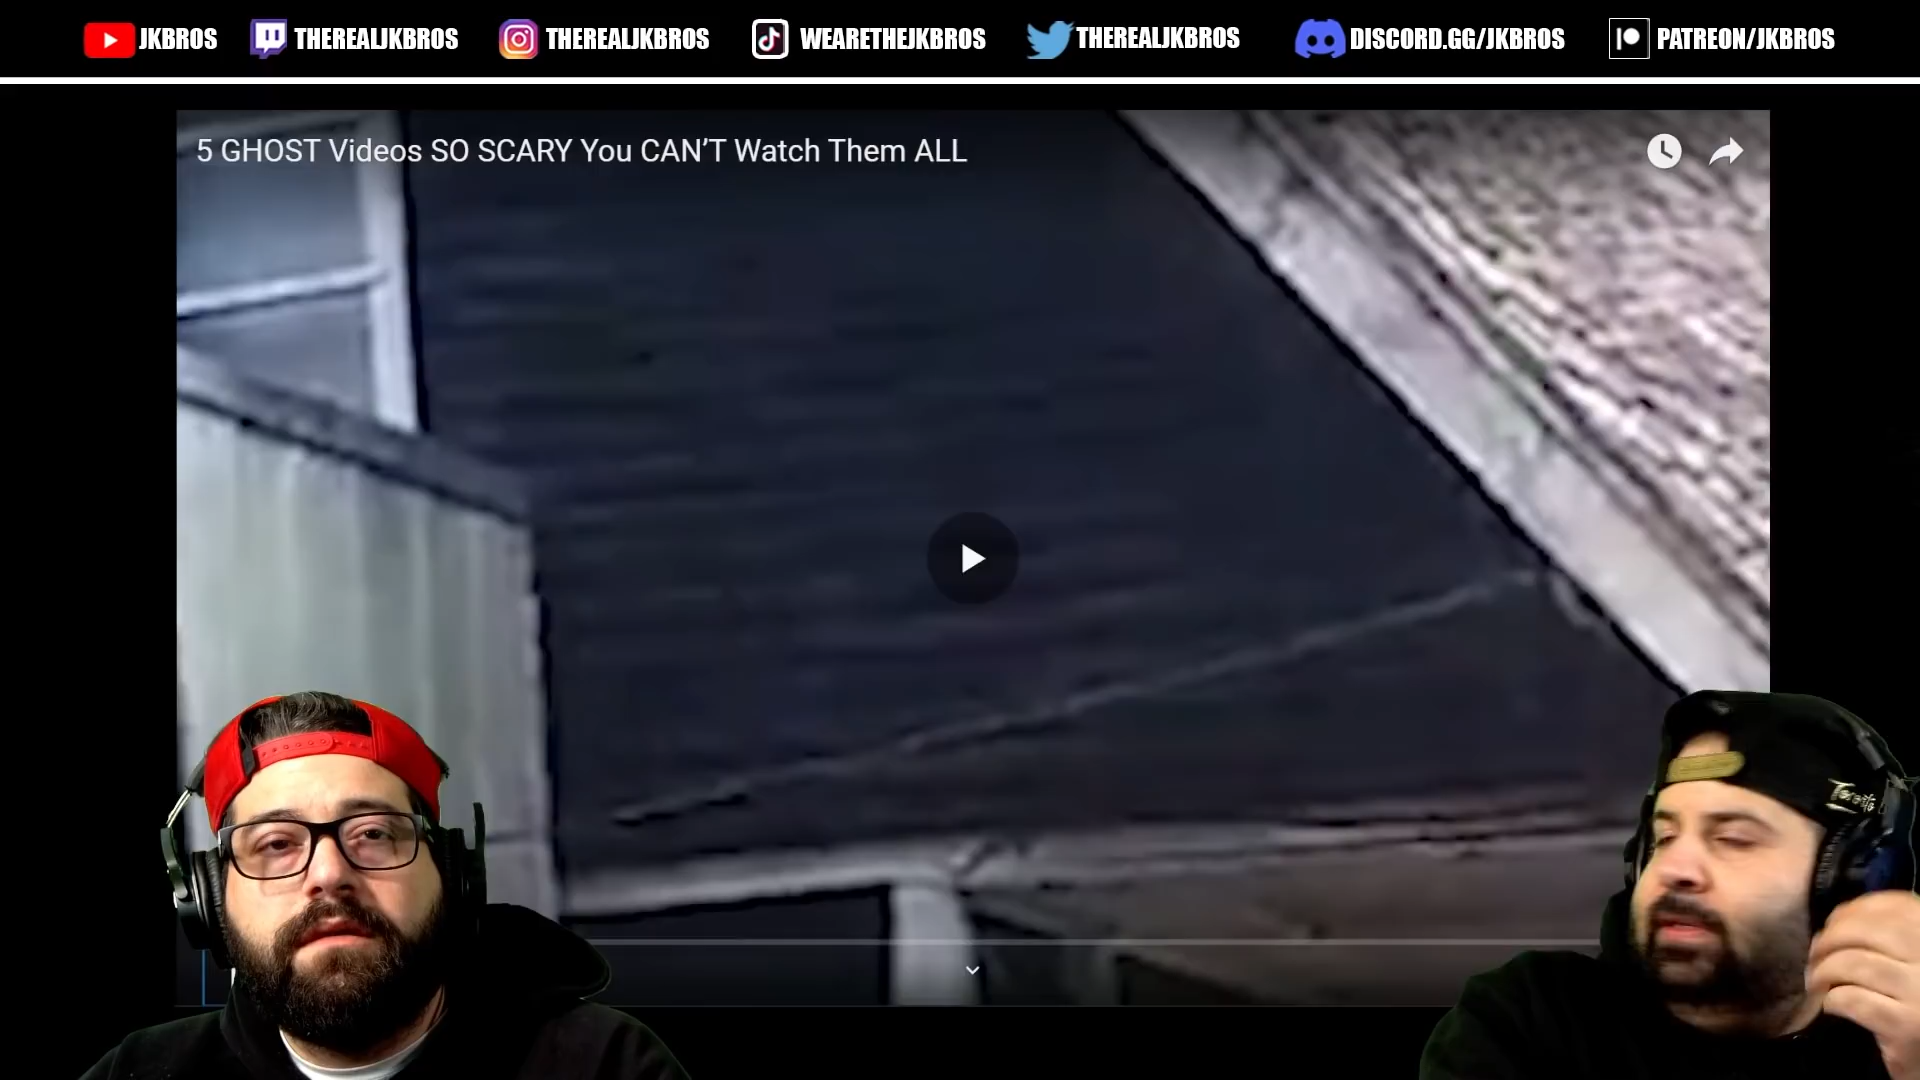 JKBROS THEREALJKBROS THEREALJKBROS WEARETHEJKBROS THEREALJKBROS DISCORD.GG/JKBROS PATREON/JKBROS
5 GHOST Videos SO SCARY You CAN’T Watch Them ALL
Toronto